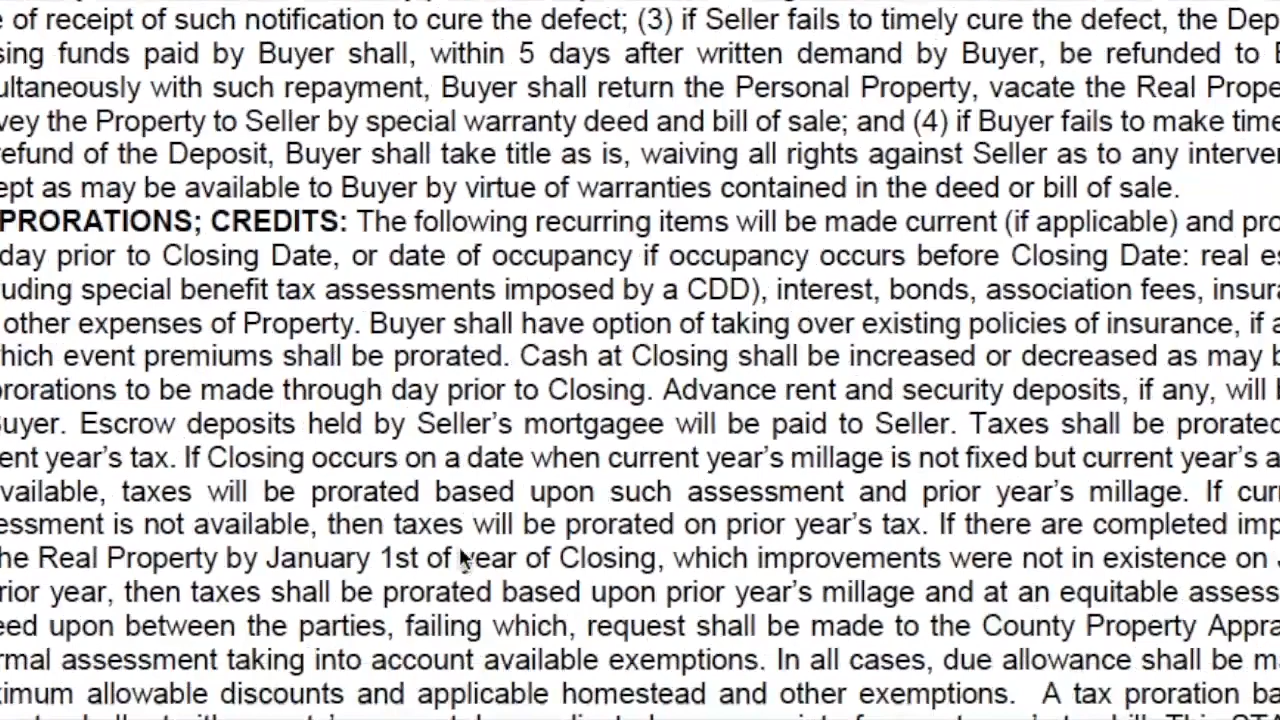 e of receipt of such notification to cure the defect; (3) if Seller fails to timely cure the defect, the Dep
sing funds paid by Buyer shall, within 5 days after written demand by Buyer, be refunded to
ultaneously with such repayment, Buyer shall return the Personal Property, vacate the Real Prope
vey the Property to Seller by special warranty deed and bill of sale; and (4) if Buyer fails to make time
refund of the Deposit, Buyer shall take title as is, waiving all rights against Seller as to any interver
ept as may be available to Buyer by virtue of warranties contained in the deed or bill of sale.
PRORATIONS; CREDITS: The following recurring items will be made current (if applicable) and pro
day prior to Closing Date, or date of occupancy if occupancy occurs before Closing Date: real es
uding special benefit tax assessments imposed by a CDD), interest, bonds, association fees, insura
other expenses of Property. Buyer shall have option of taking over existing policies of insurance, if a
which event premiums shall be prorated. Cash at Closing shall be increased or decreased as may b
prorations to be made through day prior to Closing. Advance rent and security deposits, if any, will
Buyer. Escrow deposits held by Seller's mortgagee will be paid to Seller. Taxes shall be prorated
ent year's tax. If Closing occurs on a date when current year's millage is not fixed but current year's a
vailable, taxes will be prorated based upon such assessment and prior year's millage. If curr
essment is not available, then taxes will be prorated on prior year's tax. If there are completed imp
he Real Property by January 1st of year of Closing, which improvements were not in existence on
rior year, then taxes shall be prorated based upon prior year's millage and at an equitable assess
eed upon between the parties, failing which, request shall be made to the County Property Appra
rmal assessment taking into account available exemptions. In all cases, due allowance shall be m
ximum allowable discounts and applicable homestead and other exemptions. A tax proration ba